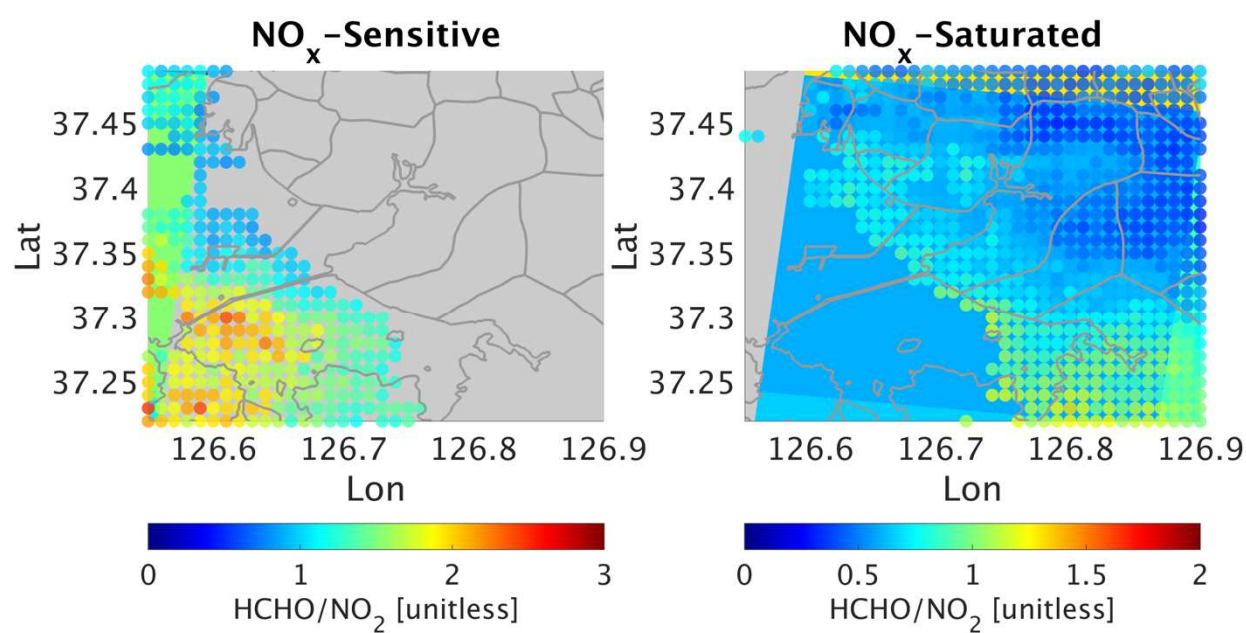 NOx-Sensitive
37.45
37.4
37.35
37.3
37.25
Lat
126.6 126.7 126.8 126.9
Lon
0 1 2 3
HCHO/NO2 [unitless]
NOx-Saturated
37.45
37.4
37.35
37.3
37.25
Lat
126.6 126.7 126.8 126.9
Lon
0 0.5 1 1.5 2
HCHO/NO2 [unitless]